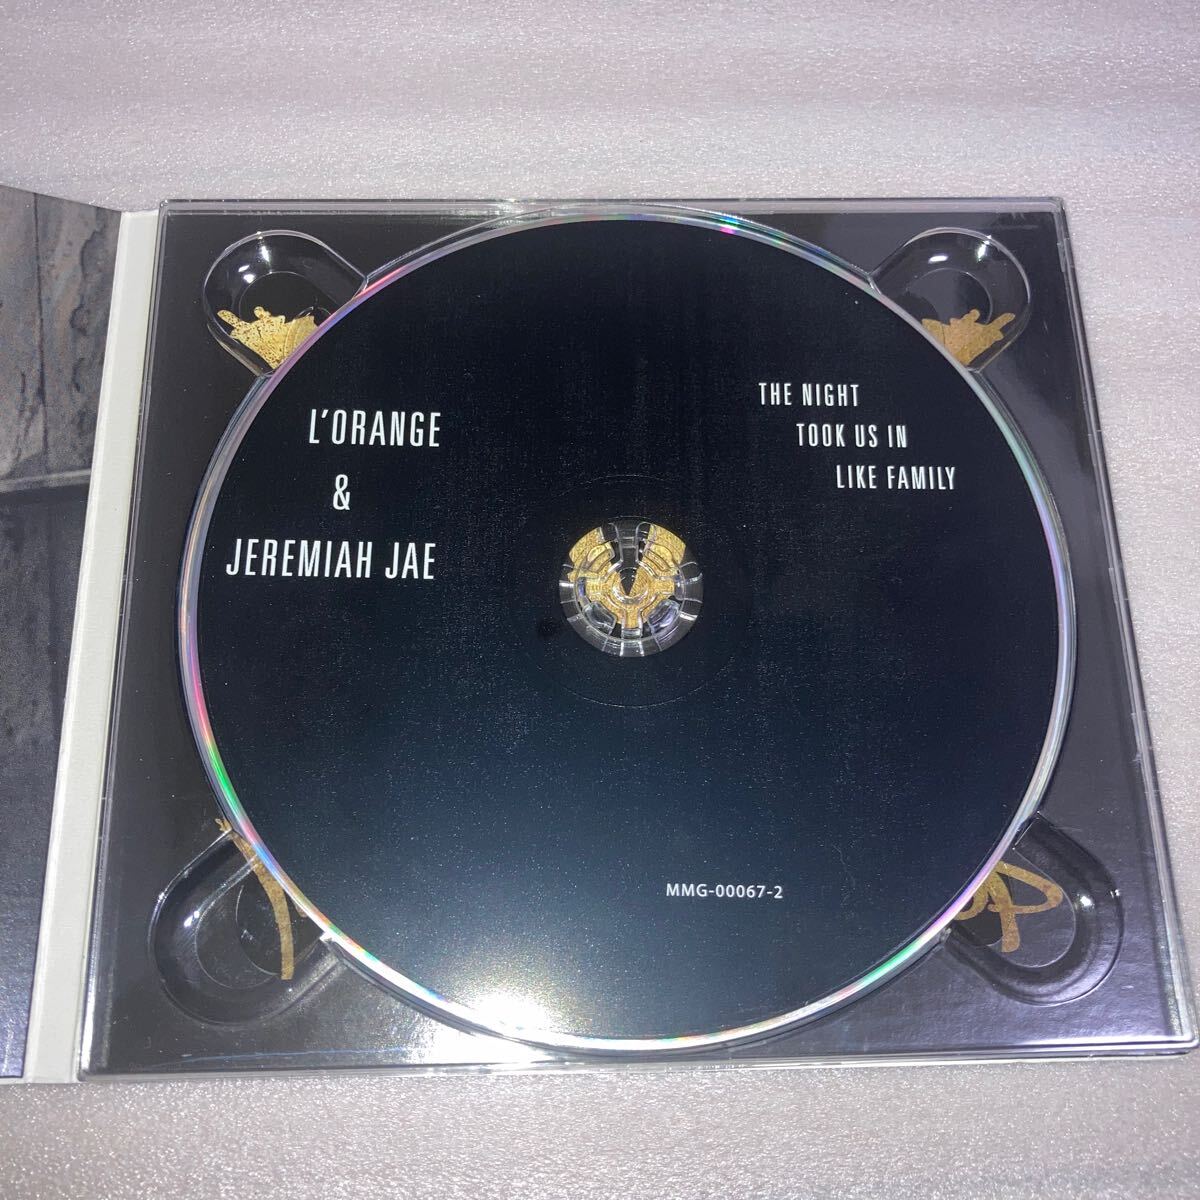 L'ORANGE
&
JEREMIAH JAE
THE NIGHT
TOOK US IN
LIKE FAMILY
MMG-00067-2